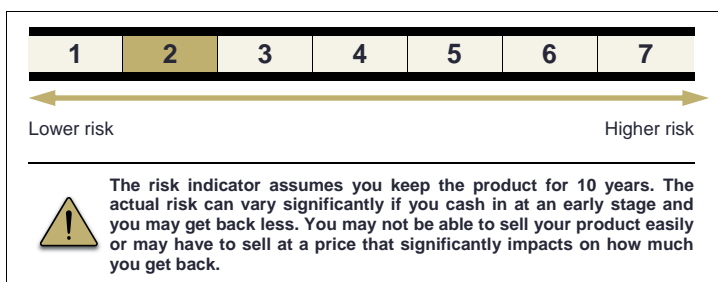 1 2 3 4 5 6 7
Lower risk Higher risk
The risk indicator assumes you keep the product for 10 years. The
actual risk can vary significantly if you cash in at an early stage and
you may get back less. You may not be able to sell your product easily
or may have to sell at a price that significantly impacts on how much
you get back.